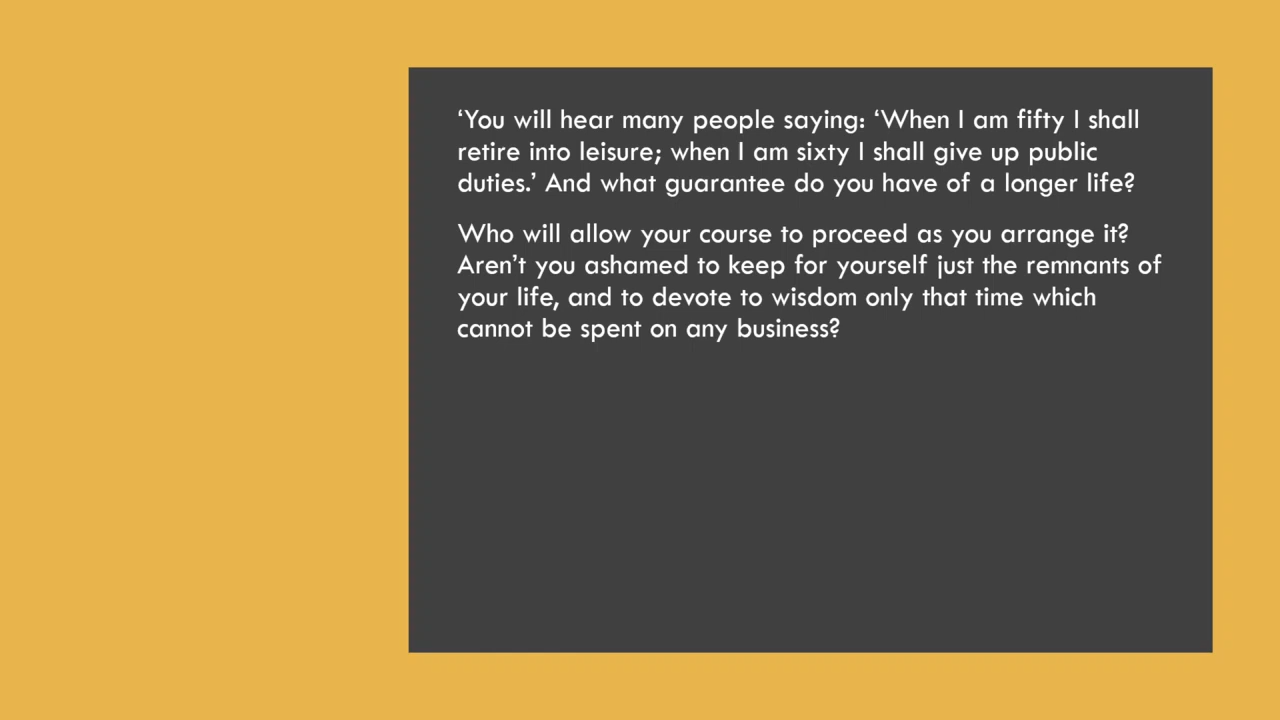 ‘You will hear many people saying: ‘When I am fifty I shall
retire into leisure; when I am sixty I shall give up public
duties.’ And what guarantee do you have of a longer life?
Who will allow your course to proceed as you arrange it?
Aren’t you ashamed to keep for yourself just the remnants of
your life, and to devote to wisdom only that time which
cannot be spent on any business?